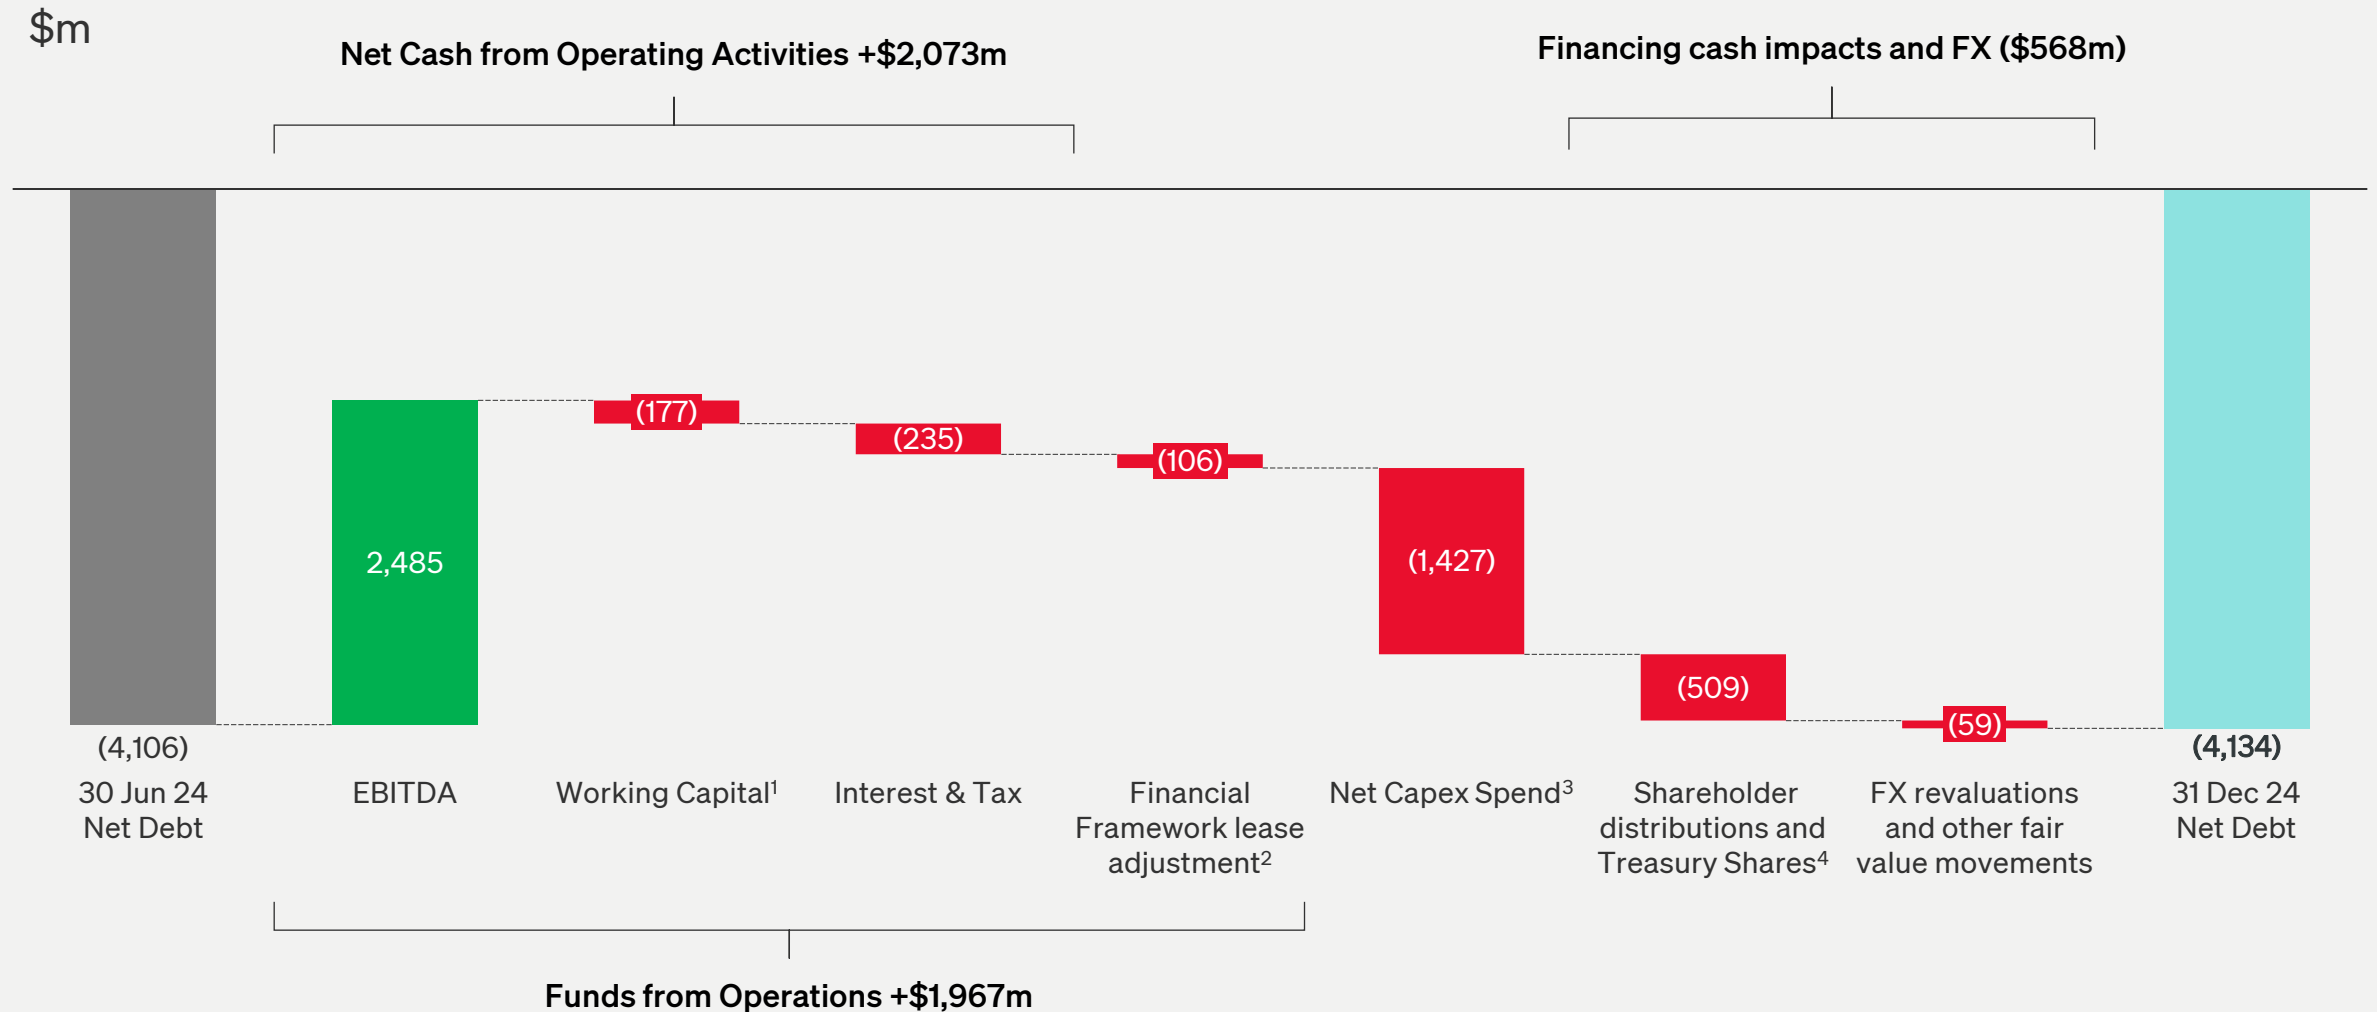 $m
Net Cash from Operating Activities +$2,073m
Financing cash impacts and FX ($568m)
(177)
(235)
(106)
2,485
(1,427)
(509)
(59)
(4,106)
(4,134)
30 Jun 24
Net Debt
EBITDA
Working Capital¹
Interest & Tax
Financial
Framework lease
adjustment²
Net Capex Spend³
Shareholder
distributions and
Treasury Shares⁴
FX revaluations
and other fair
value movements
31 Dec 24
Net Debt
Funds from Operations +$1,967m